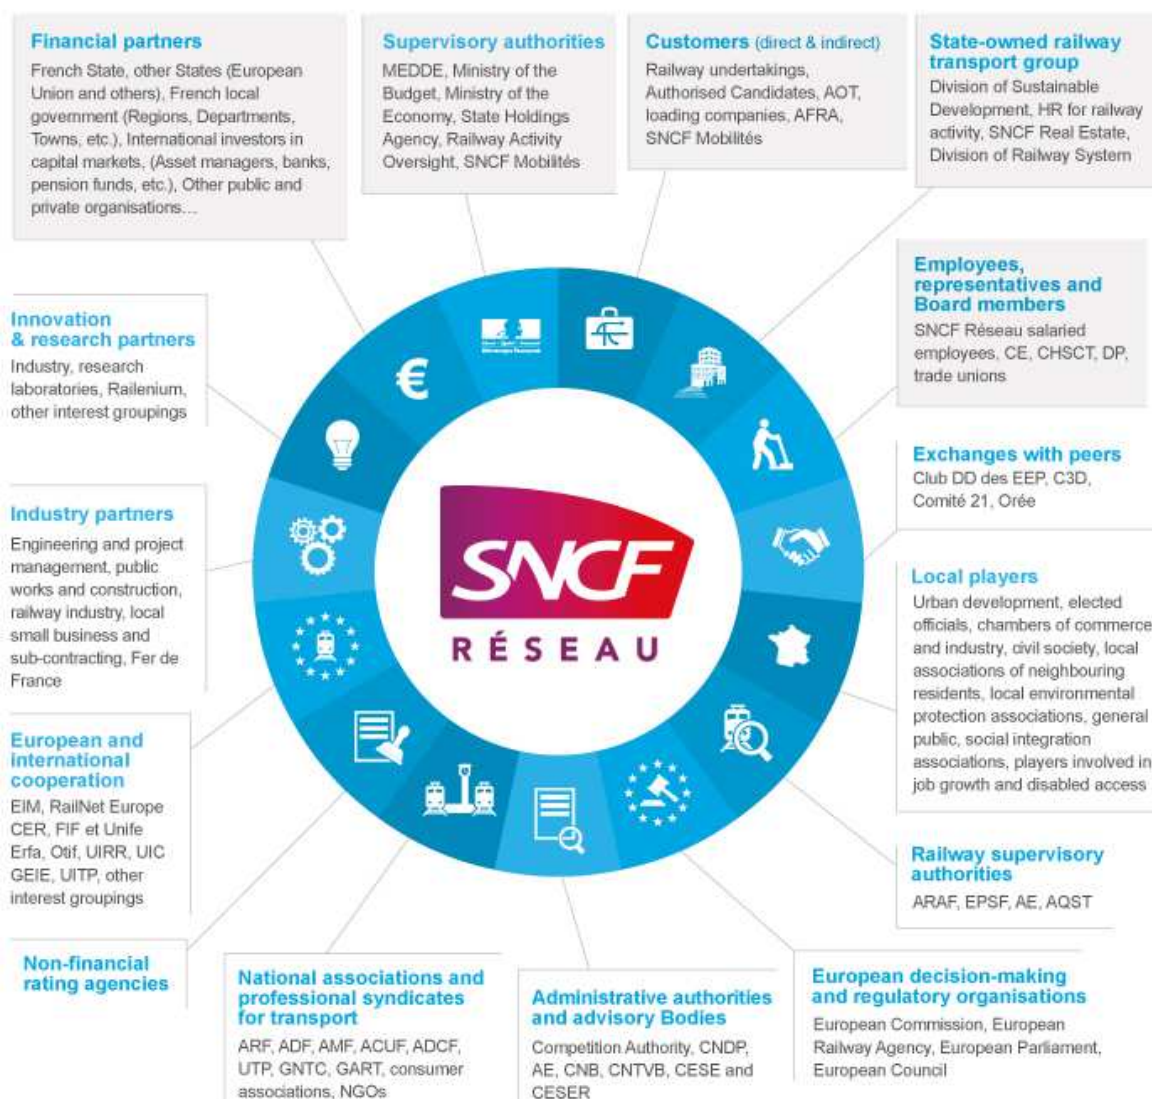 Financial partners
French State, other States (European
Union and others), French local
government (Regions, Departments,
Towns, etc.), International investors in
capital markets, (Asset managers, banks,
pension funds, etc.), Other public and
private organisations…
Supervisory authorities
MEDDE, Ministry of the
Budget, Ministry of the
Economy, State Holdings
Agency, Railway Activity
Oversight, SNCF Mobilités
Customers (direct & indirect)
Railway undertakings,
Authorised Candidates, AOT,
loading companies, AFRA,
SNCF Mobilités
State-owned railway
transport group
Division of Sustainable
Development, HR for railway
activity, SNCF Real Estate,
Division of Railway System
Employees,
representatives and
Board members
SNCF Réseau salaried
employees, CE, CHSCT, DP,
trade unions
Exchanges with peers
Club DD des EEP, C3D,
Comité 21, Orée
Local players
Urban development, elected
officials, chambers of commerce
and industry, civil society, local
associations of neighbouring
residents, local environmental
protection associations, general
public, social integration
associations, players involved in
job growth and disabled access
Railway supervisory
authorities
ARAF, EPSF, AE, AQST
European decision-making
and regulatory organisations
European Commission, European
Railway Agency, European Parliament,
European Council
Administrative authorities
and advisory Bodies
Competition Authority, CNDP,
AE, CNB, CNTVB, CESE and
CESER
National associations and
professional syndicates
for transport
ARF, ADF, AMF, ACUF, ADCF,
UTP, GNTC, GART, consumer
associations, NGOs
Non-financial
rating agencies
European and
international
cooperation
EIM, RailNet Europe
CER, FIF et Unife
Erfa, Otif, UIRR, UIC
GEIE, UITP, other
interest groupings
Industry partners
Engineering and project
management, public
works and construction,
railway industry, local
small business and
sub-contracting, Fer de
France
Innovation
& research partners
Industry, research
laboratories, Railenium,
other interest groupings
€
SNCF
RÉSEAU